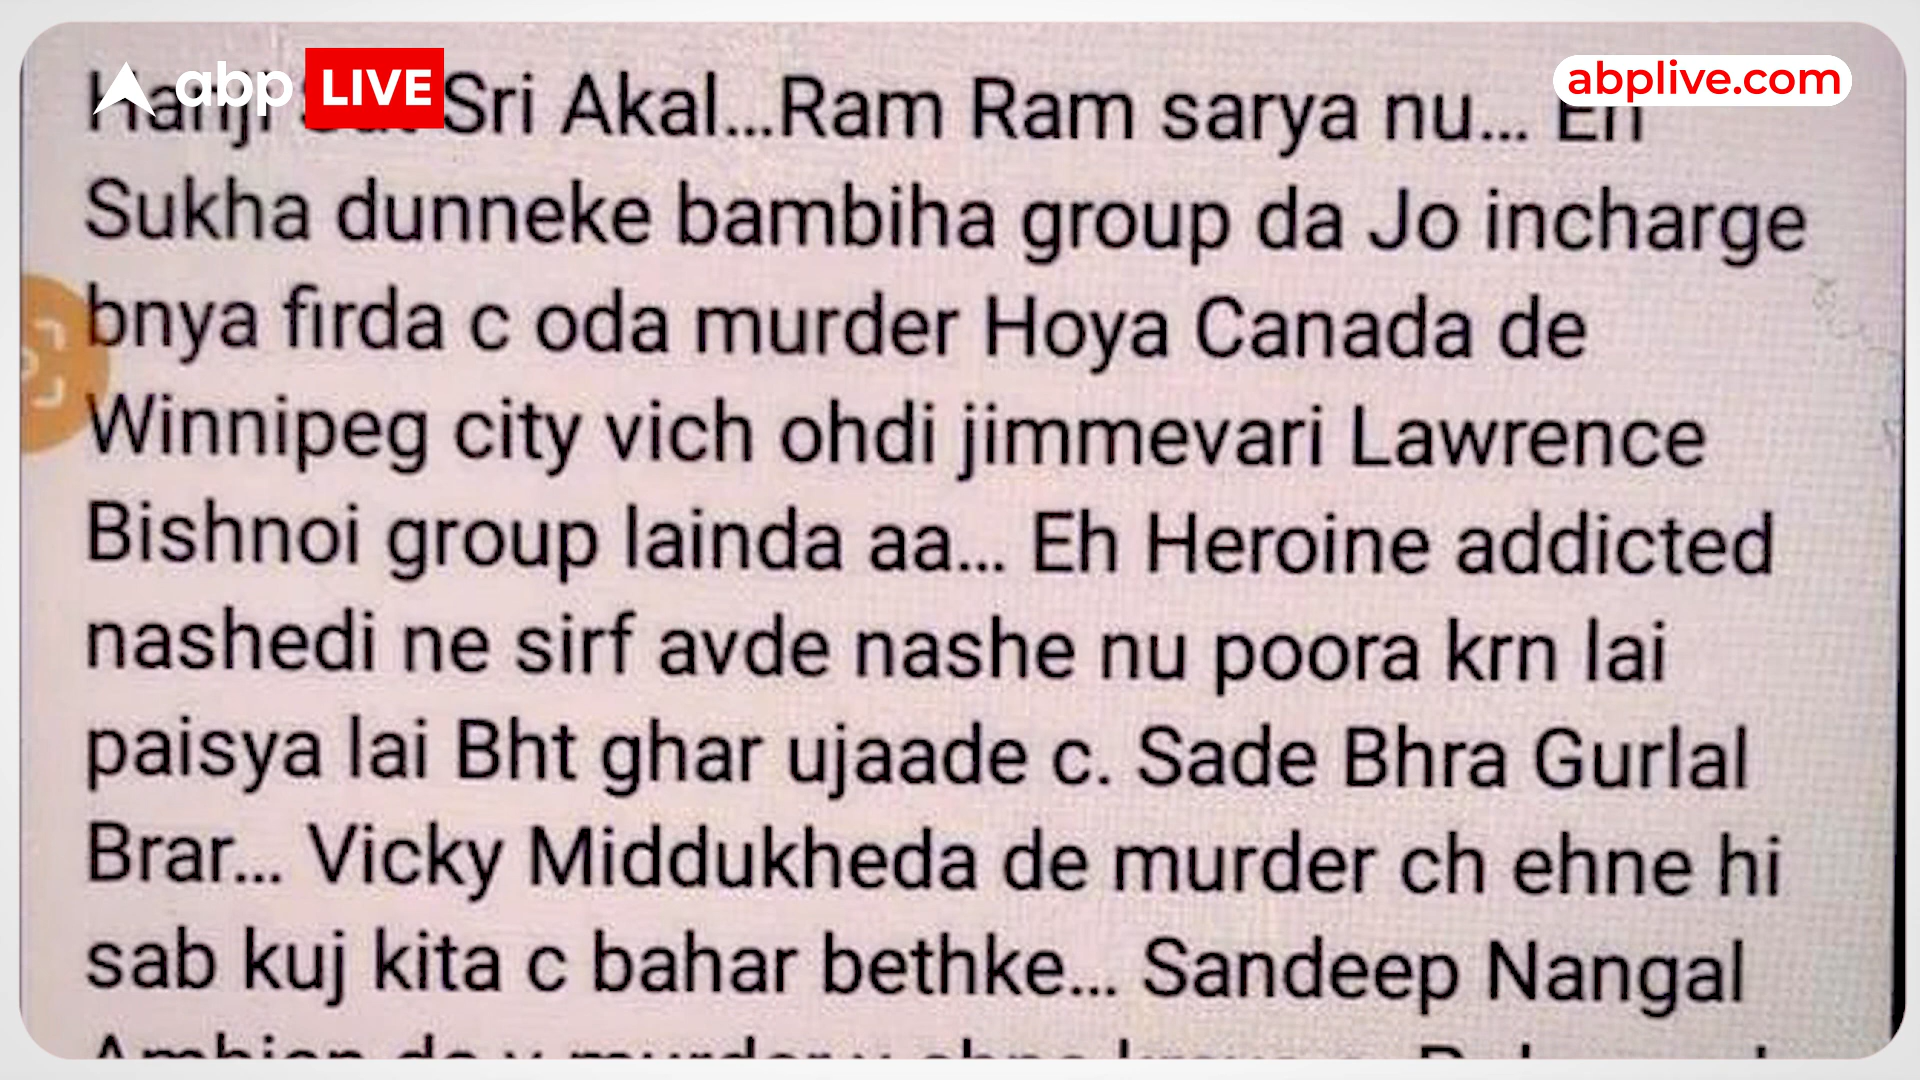 abp LIVE
abplive.com
Sri Akal...Ram Ram sarya nu... Eh
Sukha dunneke bambiha group da Jo incharge
bnya firda c oda murder Hoya Canada de
Winnipeg city vich ohdi jimmevari Lawrence
Bishnoi group lainda aa... Eh Heroine addicted
nashedi ne sirf avde nashe nu poora krn lai
paisya lai Bht ghar ujaade c. Sade Bhra Gurlal
Brar... Vicky Middukheda de murder ch ehne hi
sab kuj kita c bahar bethke... Sandeep Nangal